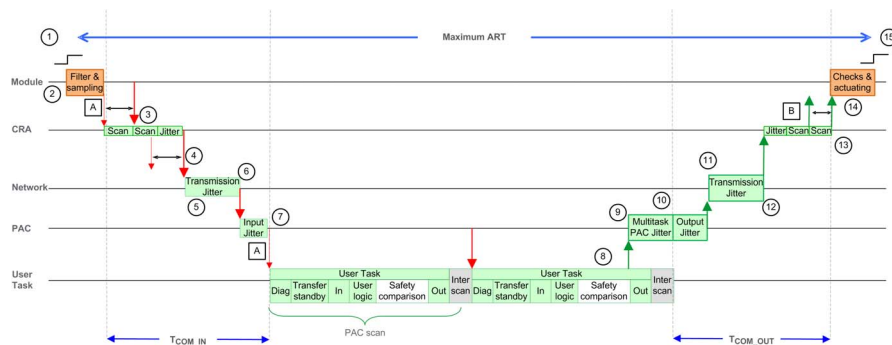 1
Maximum ART
15
Module
Filter &
sampling
Checks &
actuating
2
A
3
B
14
CRA
Scan
Scan
Jitter
Jitter
Scan
Scan
4
13
6
11
Network
Transmission
Jitter
Transmission
Jitter
5
12
7
9
10
PAC
Input
Jitter
Multitask
PAC Jitter
Output
Jitter
A
8
User
Task
User Task
Inter
scan
User Task
Inter
scan
Diag
Transfer
standby
In
User
logic
Safety
comparison
Out
Diag
Transfer
standby
In
User
logic
Safety
comparison
Out
PAC scan
TCOM_IN
TCOM_OUT